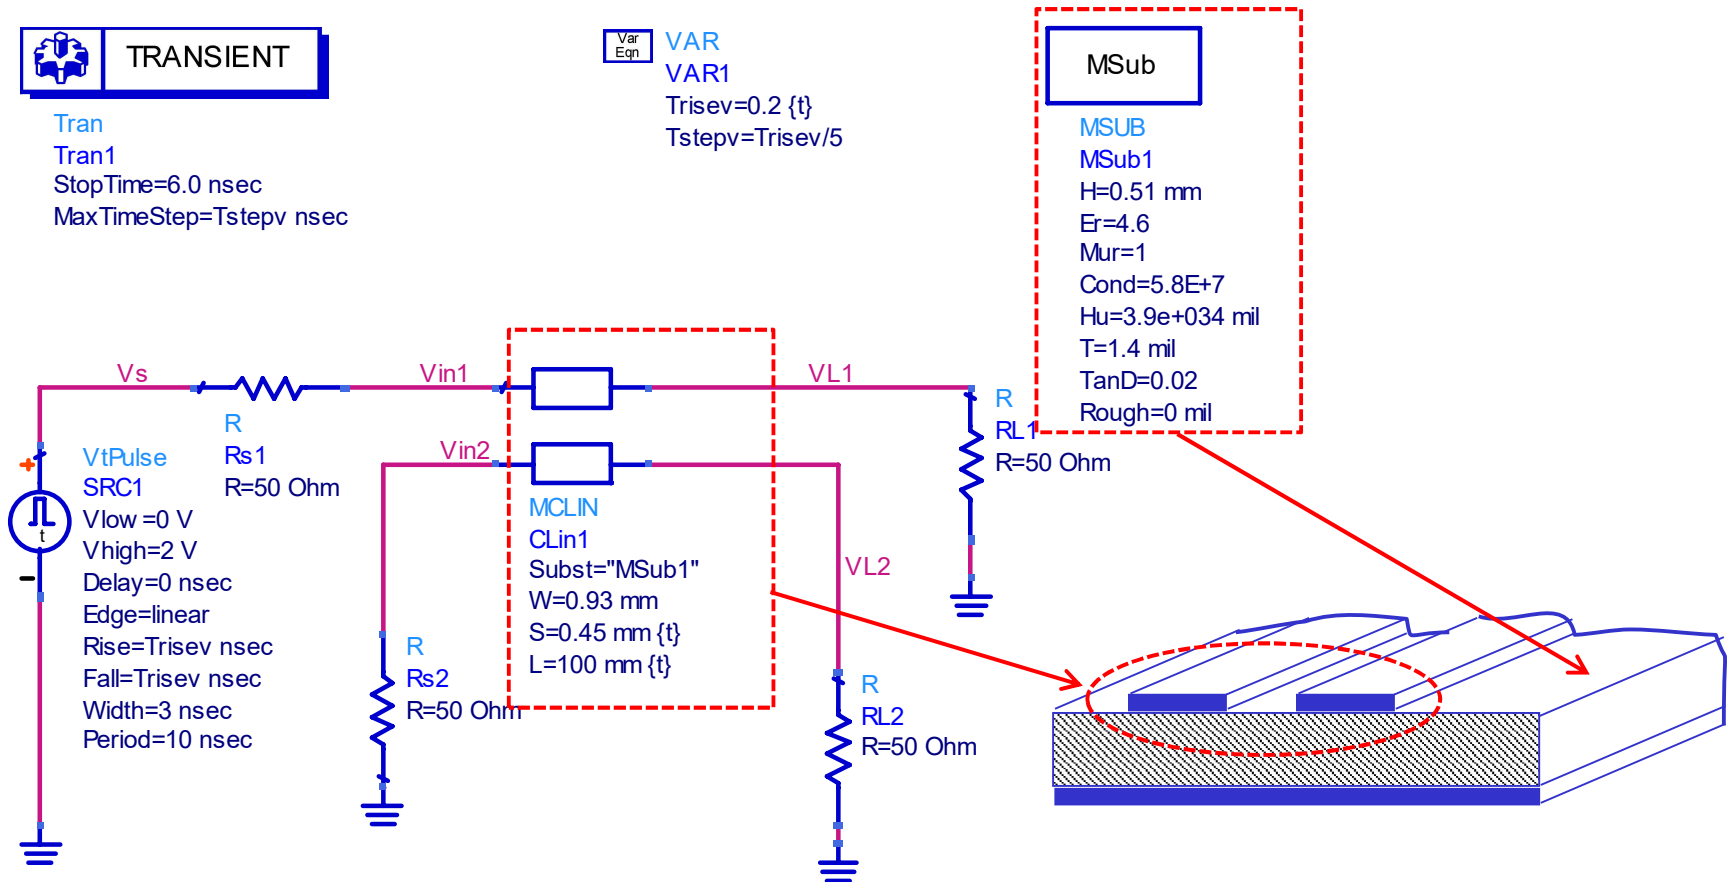 TRANSIENT
Tran
Tran1
StopTime=6.0 nsec
MaxTimeStep=Tstepv nsec
Var
Eqn
VAR
VAR1
Trisev=0.2 {t}
Tstepv=Trisev/5
MSub
MSUB
MSub1
H=0.51 mm
Er=4.6
Mur=1
Cond=5.8E+7
Hu=3.9e+034 mil
T=1.4 mil
TanD=0.02
Rough=0 mil
Vs
Vin1
VL1
R
Rs1
R=50 Ohm
Vin2
R
RL1
R=50 Ohm
+
t
-
VtPulse
SRC1
Vlow=0 V
Vhigh=2 V
Delay=0 nsec
Edge=linear
Rise=Trisev nsec
Fall=Trisev nsec
Width=3 nsec
Period=10 nsec
MCLIN
CLin1
Subst="MSub1"
W=0.93 mm
S=0.45 mm {t}
L=100 mm {t}
VL2
R
Rs2
R=50 Ohm
R
RL2
R=50 Ohm